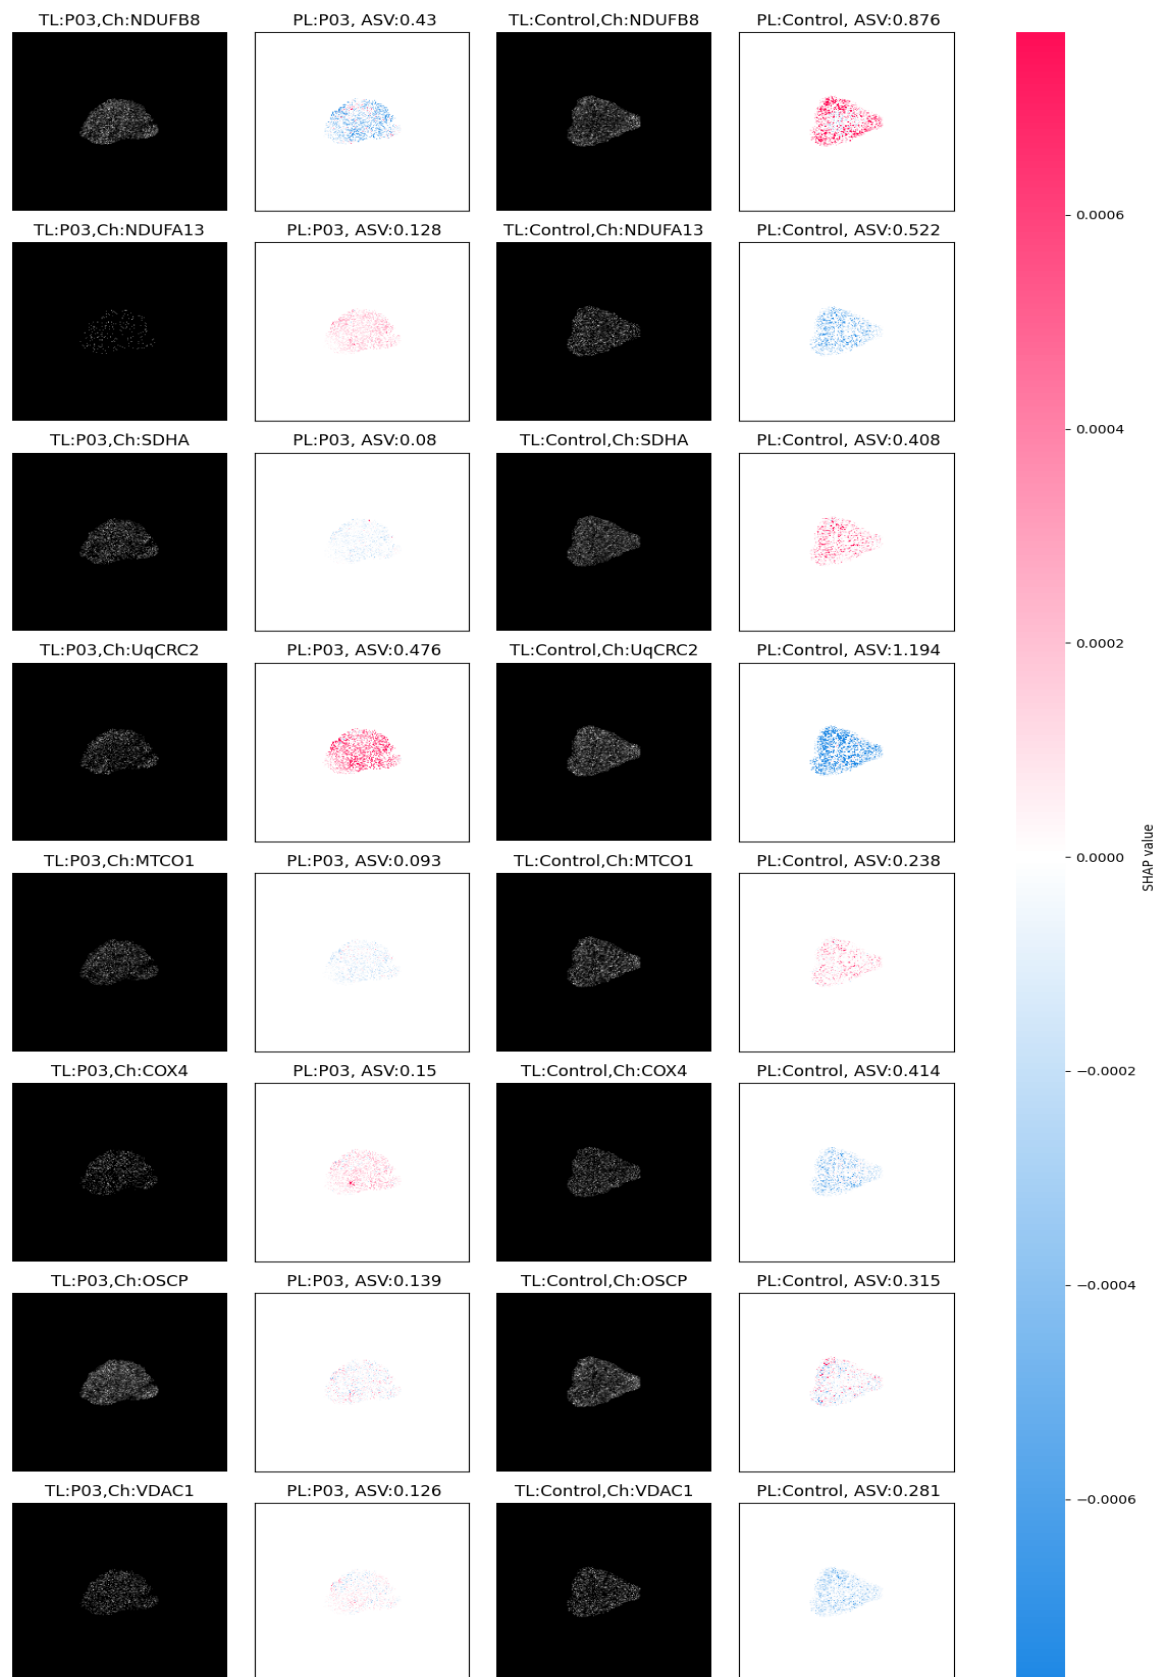 TL:P03,Ch:NDUFB8 PL:P03, ASV:0.43 TL:Control,Ch:NDUFB8 PL:Control, ASV:0.876
TL:P03,Ch:NDUFA13 PL:P03, ASV:0.128 TL:Control,Ch:NDUFA13 PL:Control, ASV:0.522
TL:P03,Ch:SDHA PL:P03, ASV:0.08 TL:Control,Ch:SDHA PL:Control, ASV:0.408
TL:P03,Ch:UqCRC2 PL:P03, ASV:0.476 TL:Control,Ch:UqCRC2 PL:Control, ASV:1.194
TL:P03,Ch:MTCO1 PL:P03, ASV:0.093 TL:Control,Ch:MTCO1 PL:Control, ASV:0.238
TL:P03,Ch:COX4 PL:P03, ASV:0.15 TL:Control,Ch:COX4 PL:Control, ASV:0.414
TL:P03,Ch:OSCP PL:P03, ASV:0.139 TL:Control,Ch:OSCP PL:Control, ASV:0.315
TL:P03,Ch:VDAC1 PL:P03, ASV:0.126 TL:Control,Ch:VDAC1 PL:Control, ASV:0.281
0.0006
0.0004
0.0002
0.0000
−0.0002
−0.0004
−0.0006
SHAP value